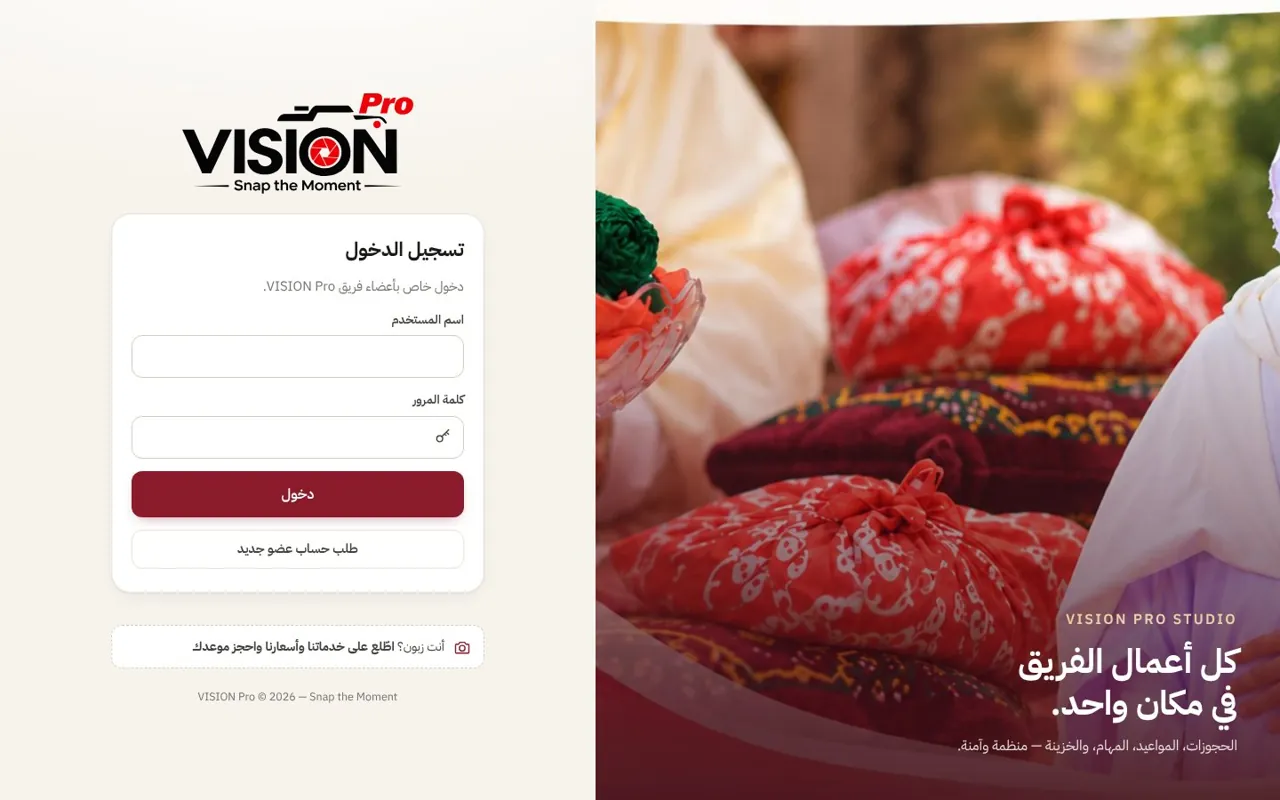 Pro
VISION
Snap the Moment
تسجيل الدخول
دخول خاص بأعضاء فريق VISION Pro.
اسم المستخدم
كلمة المرور
دخول
طلب حساب عضو جديد
أنت زبون؟ اطّلع على خدماتنا وأسعارنا واحجز موعدك
VISION Pro © 2026 — Snap the Moment
VISION PRO STUDIO
كل أعمال الفريق
في مكان واحد.
الحجوزات، المواعيد، المهام، والخزينة — منظمة وآمنة.